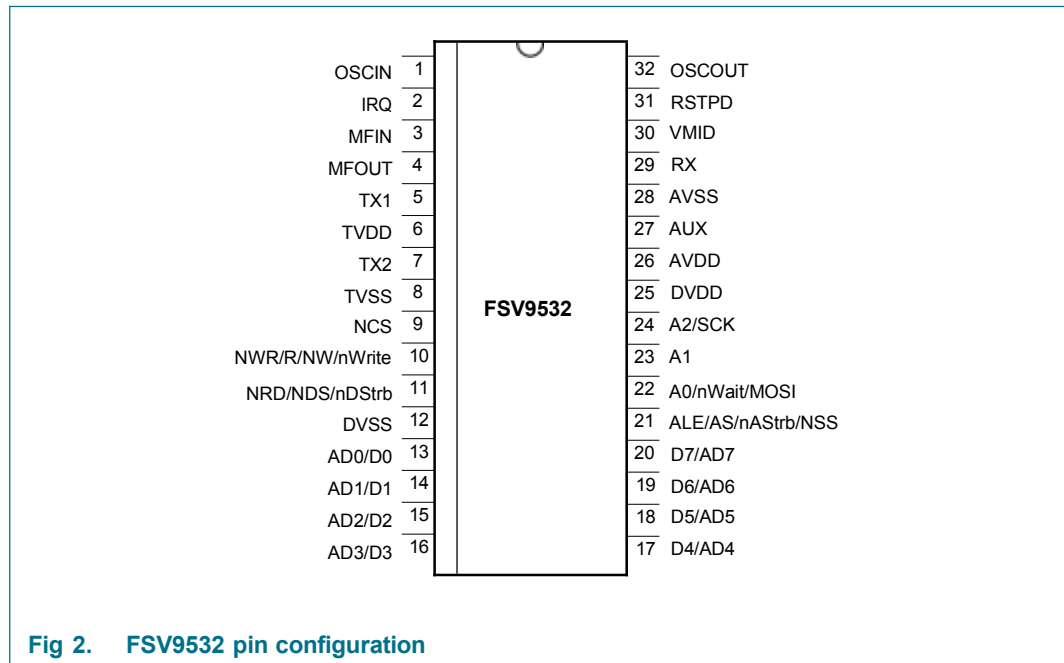 OSCIN 1
IRQ 2
MFIN 3
MFOUT 4
TX1 5
TVDD 6
TX2 7
TVSS 8
NCS 9
NWR/R/NW/nWrite 10
NRD/NDS/nDStrb 11
DVSS 12
AD0/D0 13
AD1/D1 14
AD2/D2 15
AD3/D3 16
FSV9532
32 OSCOUT
31 RSTPD
30 VMID
29 RX
28 AVSS
27 AUX
26 AVDD
25 DVDD
24 A2/SCK
23 A1
22 A0/nWait/MOSI
21 ALE/AS/nAStrb/NSS
20 D7/AD7
19 D6/AD6
18 D5/AD5
17 D4/AD4
Fig 2. FSV9532 pin configuration